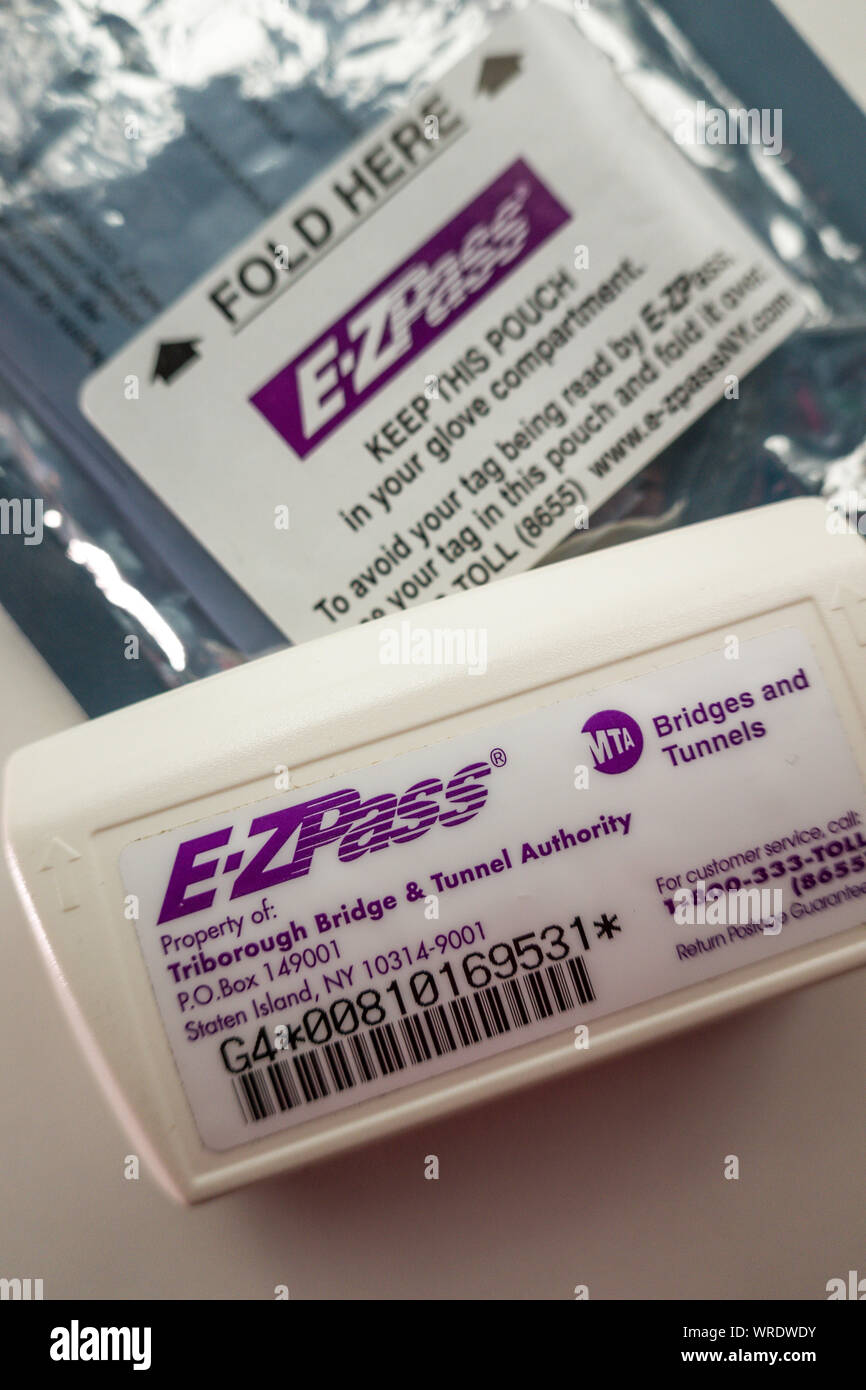 FOLD HERE
E-ZPass
KEEP THIS POUCH
in your glove compartment.
To avoid your tag being read by E-ZPass,
your tag in this pouch and fold it over.
TOLL (8655) www.e-zpassNY.com
E-ZPass®
MTA
Bridges and
Tunnels
Property of:
Triborough Bridge & Tunnel Authority
P.O.Box 149001
Staten Island, NY 10314-9001
G4*00810169531*
For customer service, call:
1-800-333-TOLL
(8655)
Return Postage Guarantee
alamy
Image ID: WRDWDY
www.alamy.com